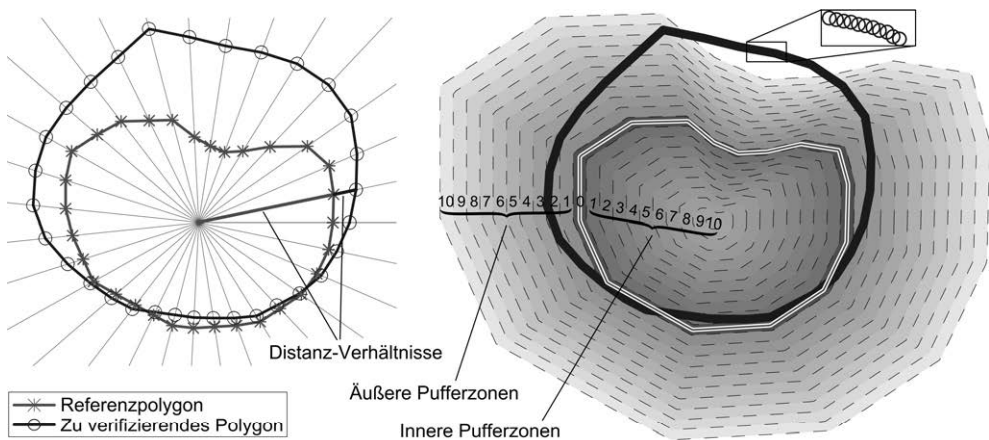 10 9 8 7 6 5 4 3 2 1 0 1 2 3 4 5 6 7 8 9 10
Distanz-Verhältnisse
Äußere Pufferzonen
Innere Pufferzonen
Referenzpolygon
Zu verifizierendes Polygon